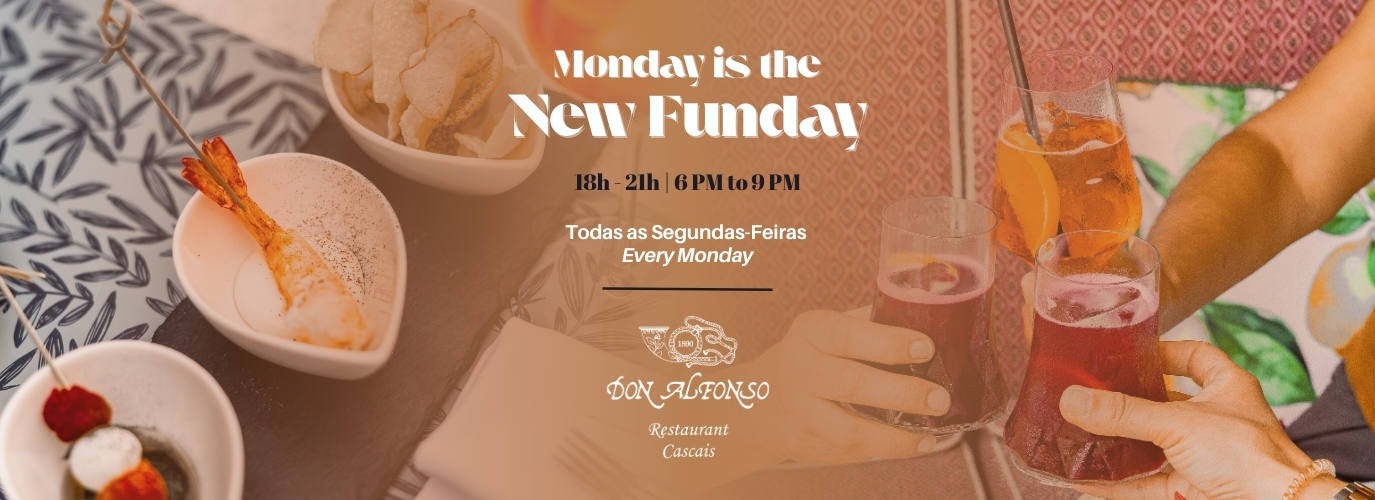 Monday is the
New Funday
18h - 21h | 6 PM to 9 PM
Todas as Segundas-Feiras
Every Monday
1890
DON ALFONSO
Restaurant
Cascais